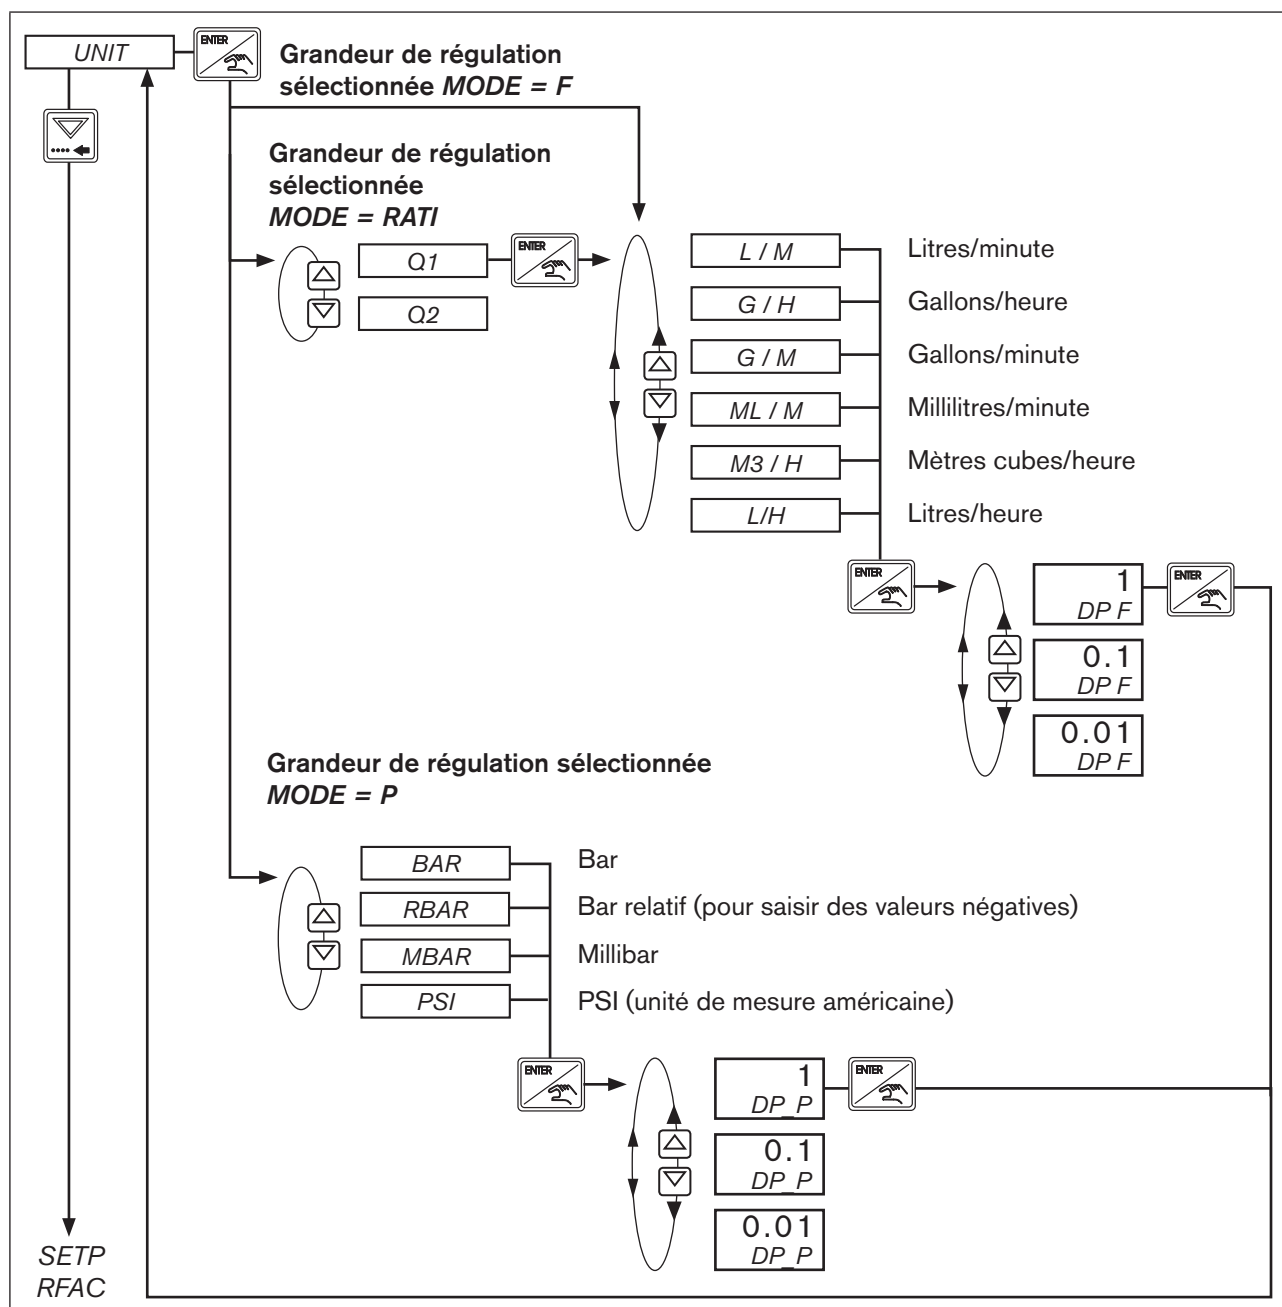 UNIT
ENTER
Grandeur de régulation
sélectionnée MODE = F
Grandeur de régulation
sélectionnée
MODE = RATI
Q1
ENTER
Q2
L / M
Litres/minute
G / H
Gallons/heure
G / M
Gallons/minute
ML / M
Millilitres/minute
M3 / H
Mètres cubes/heure
L/H
Litres/heure
ENTER
1
DP F
ENTER
0.1
DP F
0.01
DP F
Grandeur de régulation sélectionnée
MODE = P
BAR
Bar
RBAR
Bar relatif (pour saisir des valeurs négatives)
MBAR
Millibar
PSI
PSI (unité de mesure américaine)
ENTER
1
DP_P
ENTER
0.1
DP_P
0.01
DP_P
SETP
RFAC